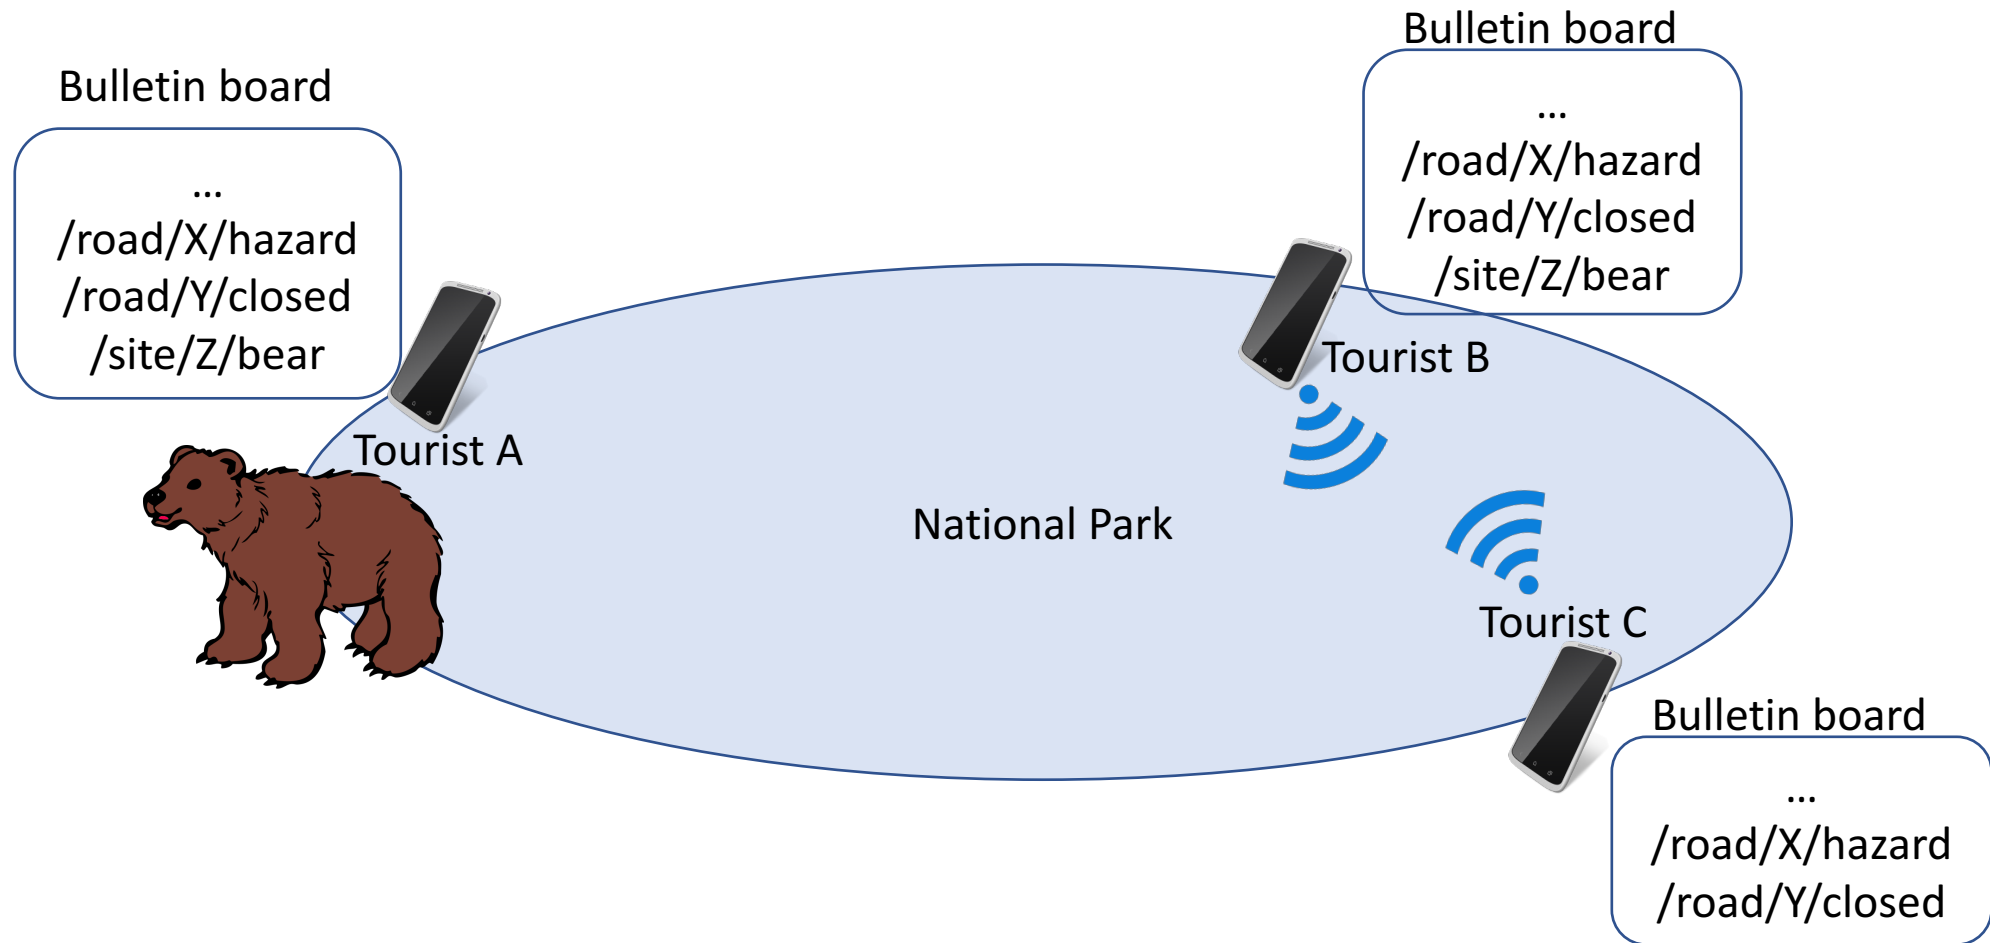 Bulletin board
...
/road/X/hazard
/road/Y/closed
/site/Z/bear
Tourist A
Bulletin board
...
/road/X/hazard
/road/Y/closed
/site/Z/bear
Tourist B
National Park
Tourist C
Bulletin board
...
/road/X/hazard
/road/Y/closed